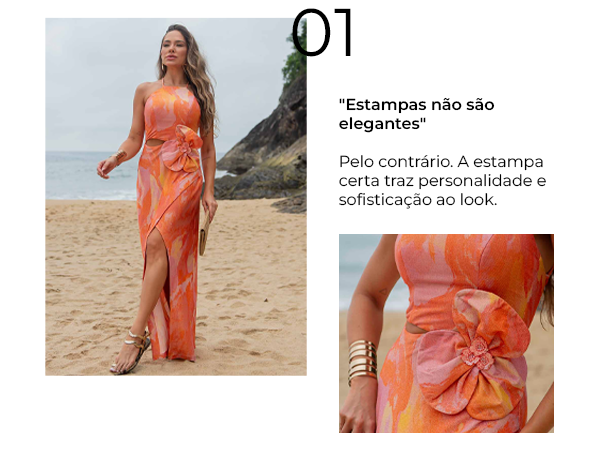 01
"Estampas não são
elegantes"
Pelo contrário. A estampa
certa traz personalidade e
sofisticação ao look.